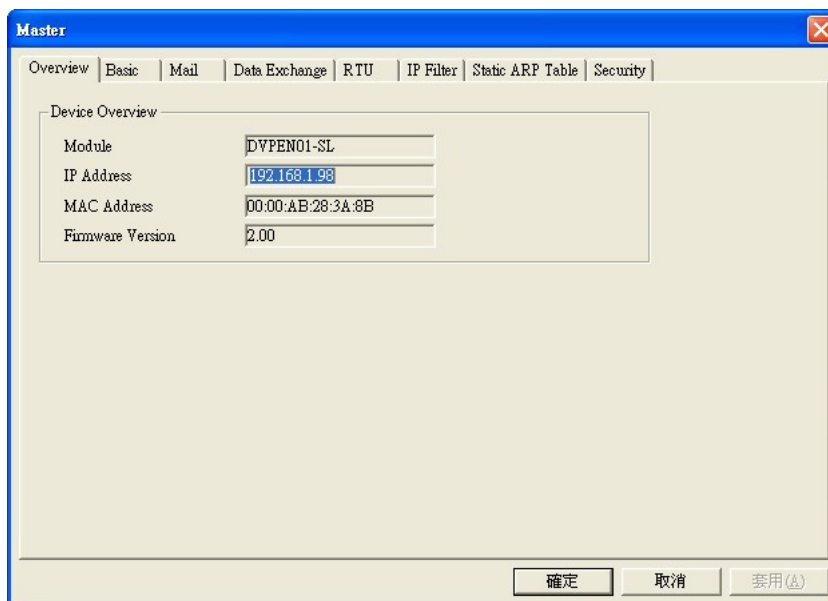 Master
Overview Basic Mail Data Exchange RTU IP Filter Static ARP Table Security
Device Overview
Module DVPEN01-SL
IP Address 192.168.1.98
MAC Address 00:00:AB:28:3A:8B
Firmware Version 2.00
確定 取消 套用(A)